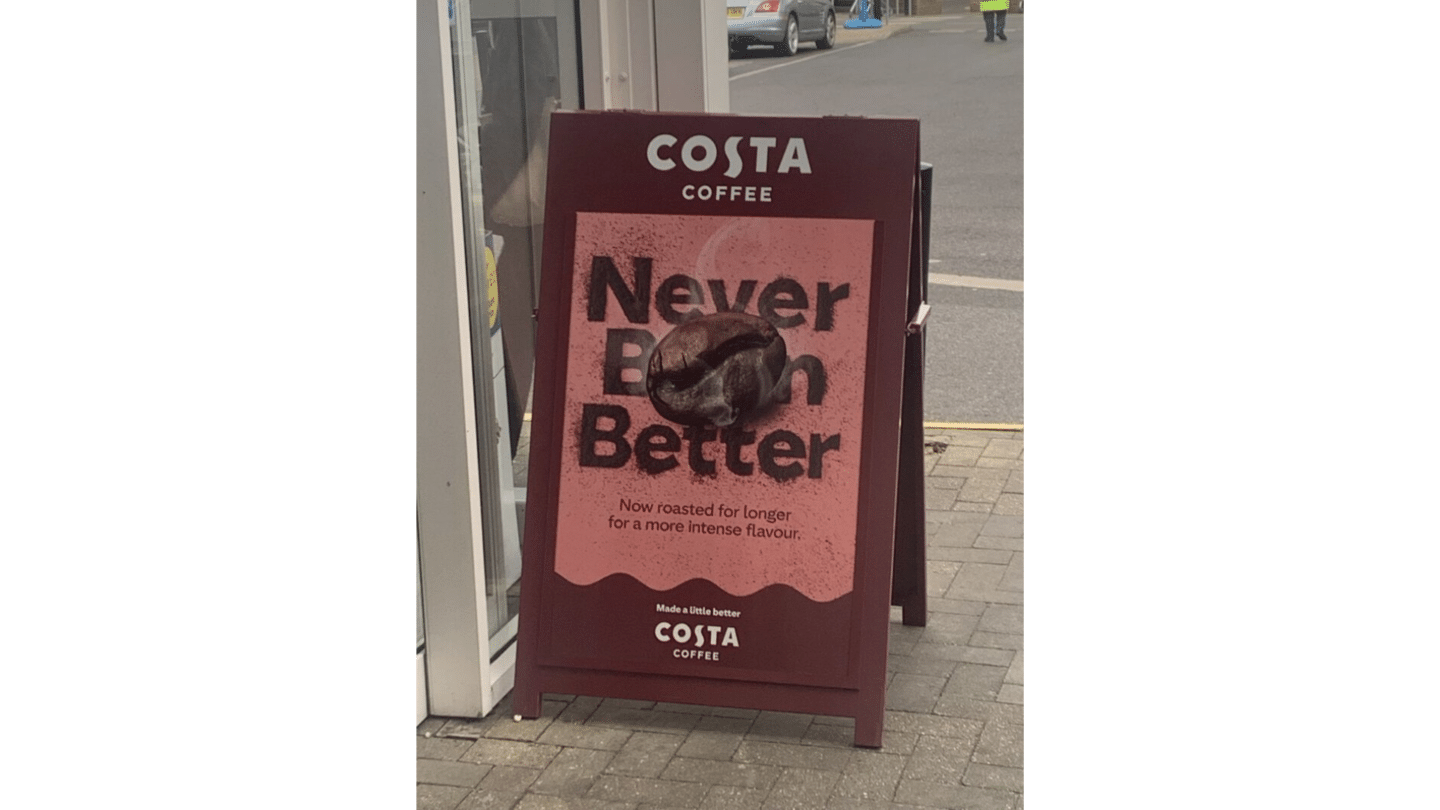 COSTA
COFFEE
Never
B n
Better
Now roasted for longer
for a more intense flavour.
Made a little better
COSTA
COFFEE